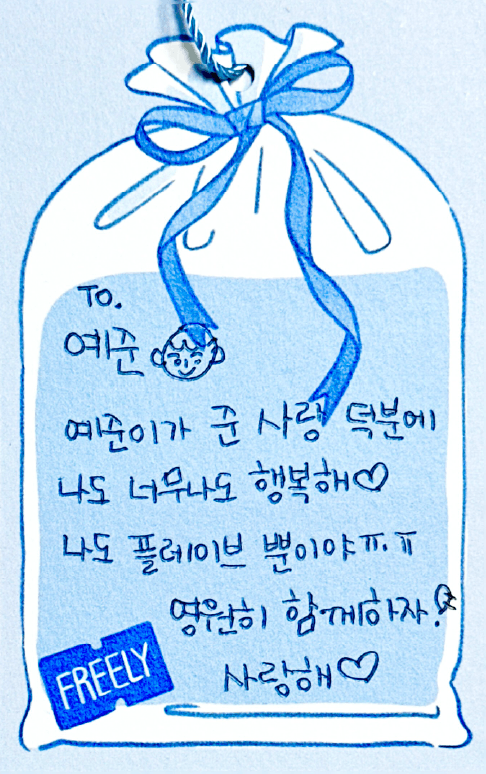 To.
예준
예준이가 준 사랑 덕분에
나도 너무나도 행복해♡
나도 플레이브 뿐이야ㅠ.ㅠ
영원히 함께하자!
사랑해♡
FREELY